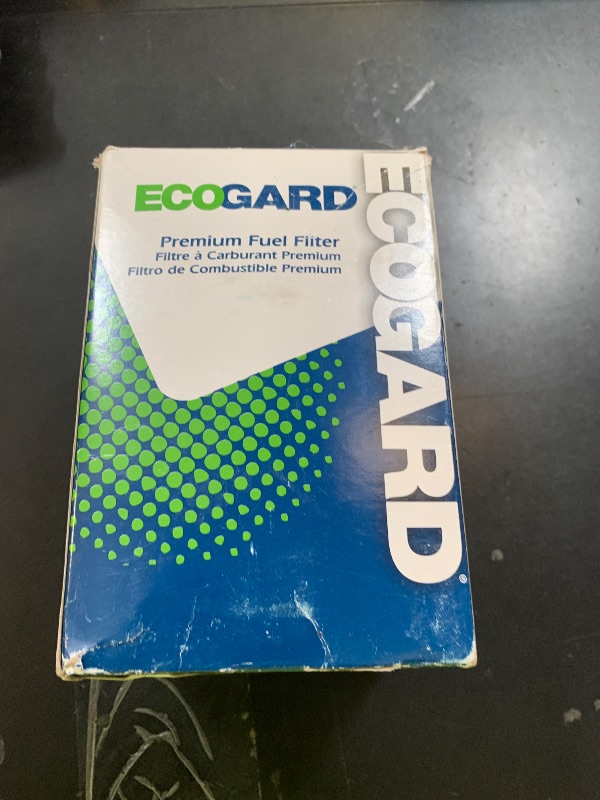 ECOGARD
Premium Fuel Filter
Filtre à Carburant Premium
Filtro de Combustible Premium
ECOGARD®